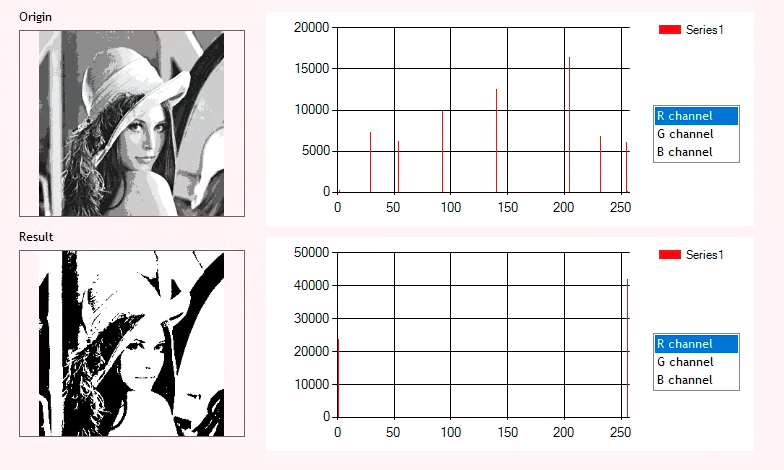 Origin
20000
15000
10000
5000
0
0 50 100 150 200 250
Series1
R channel
G channel
B channel
Result
50000
40000
30000
20000
10000
0
0 50 100 150 200 250
Series1
R channel
G channel
B channel